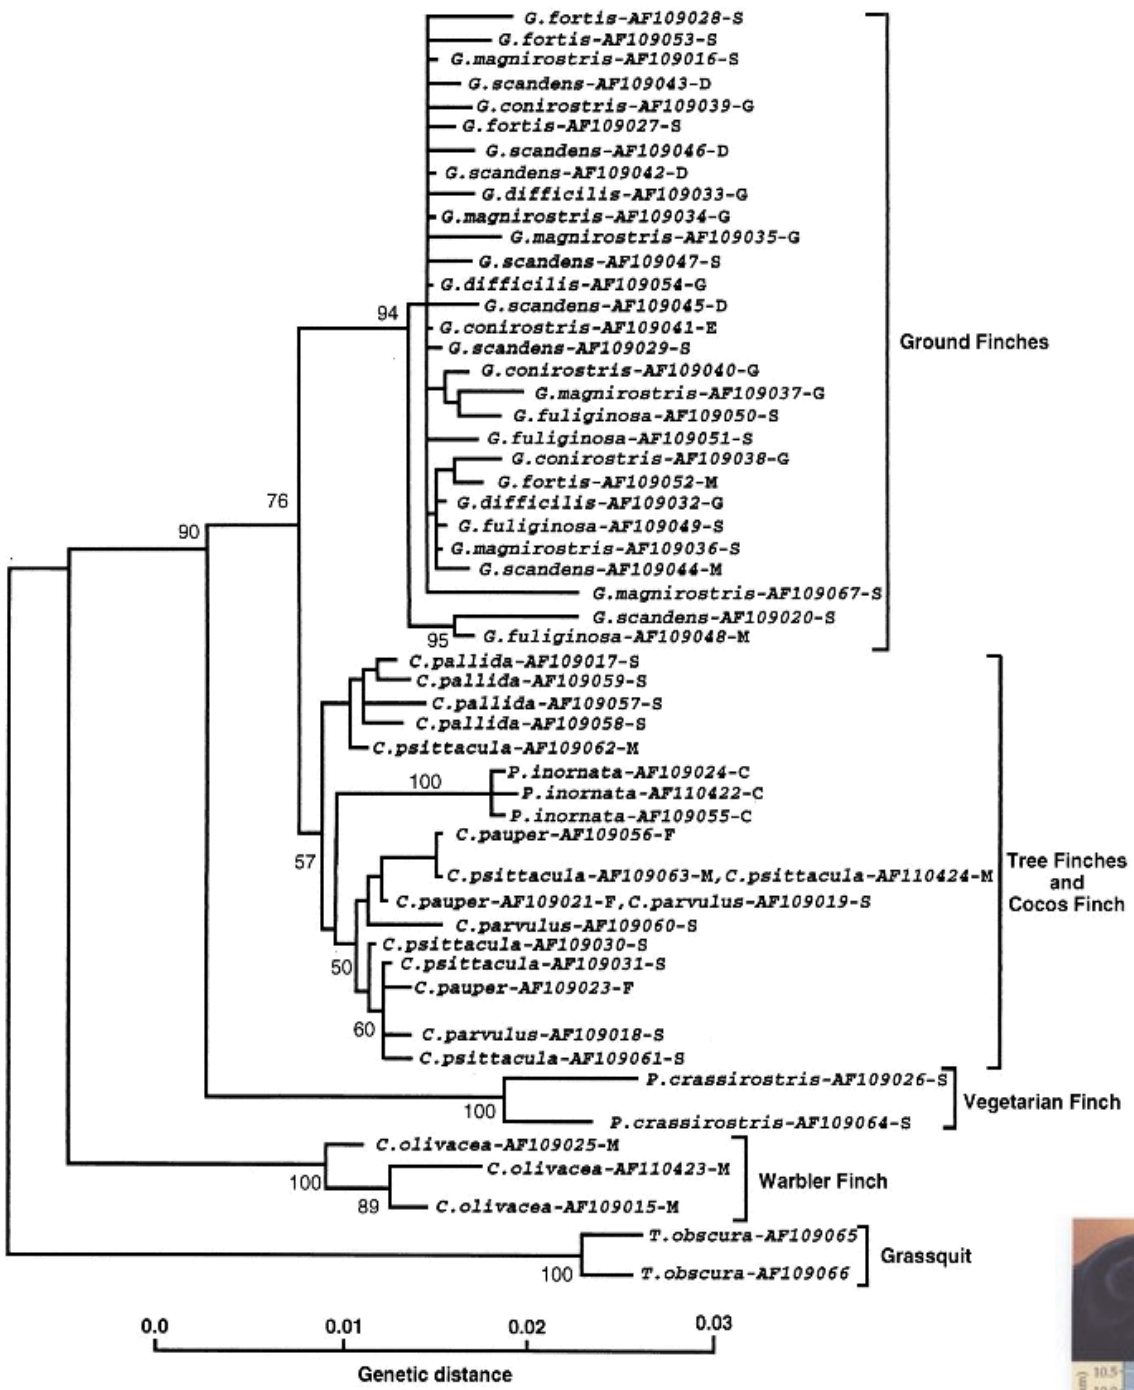 G.fortis-AF109028-S
G.fortis-AF109053-S
G.magnirostris-AF109016-S
G.scandens-AF109043-D
G.conirostris-AF109039-G
G.fortis-AF109027-S
G.scandens-AF109046-D
G.scandens-AF109042-D
G.difficilis-AF109033-G
G.magnirostris-AF109034-G
G.magnirostris-AF109035-G
G.scandens-AF109047-S
G.difficilis-AF109054-G
G.scandens-AF109045-D
94
G.conirostris-AF109041-E
Ground Finches
G.scandens-AF109029-S
G.conirostris-AF109040-G
G.magnirostris-AF109037-G
G.fuliginosa-AF109050-S
G.fuliginosa-AF109051-S
G.conirostris-AF109038-G
G.fortis-AF109052-M
76
G.difficilis-AF109032-G
G.fuliginosa-AF109049-S
90
G.magnirostris-AF109036-S
G.scandens-AF109044-M
G.magnirostris-AF109067-S
G.scandens-AF109020-S
95
G.fuliginosa-AF109048-M
C.pallida-AF109017-S
C.pallida-AF109059-S
C.pallida-AF109057-S
C.pallida-AF109058-S
C.psittacula-AF109062-M
P.inornata-AF109024-C
100
P.inornata-AF110422-C
P.inornata-AF109055-C
C.pauper-AF109056-F
57
Tree Finches
and
Cocos Finch
C.psittacula-AF109063-M,C.psittacula-AF110424-M
C.pauper-AF109021-F,C.parvulus-AF109019-S
C.parvulus-AF109060-S
C.psittacula-AF109030-S
50
C.psittacula-AF109031-S
C.pauper-AF109023-F
60
C.parvulus-AF109018-S
C.psittacula-AF109061-S
P.crassirostris-AF109026-S
100
Vegetarian Finch
P.crassirostris-AF109064-S
C.olivacea-AF109025-M
100
C.olivacea-AF110423-M
Warbler Finch
89
C.olivacea-AF109015-M
T.obscura-AF109065
Grassquit
100
T.obscura-AF109066
0.0 0.01 0.02 0.03
Genetic distance
10.5